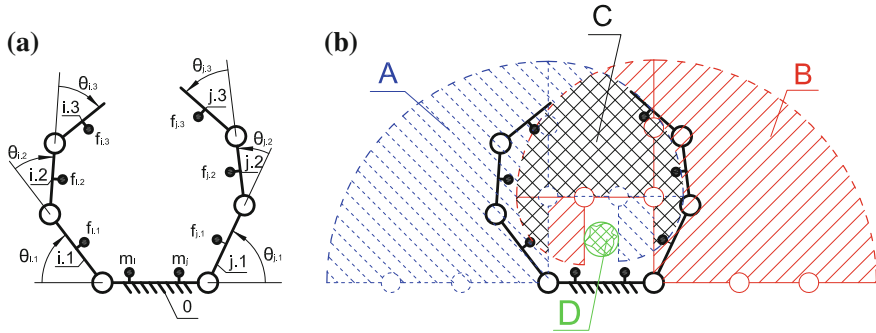 (a)
θi.3
i.3
fi.3
θi.2
i.2
fi.2
fi.1
θi.1
i.1
mi
mj
0
θj.3
j.3
fj.3
θj.2
j.2
fj.2
fj.1
θj.1
j.1
(b)
A
C
B
D